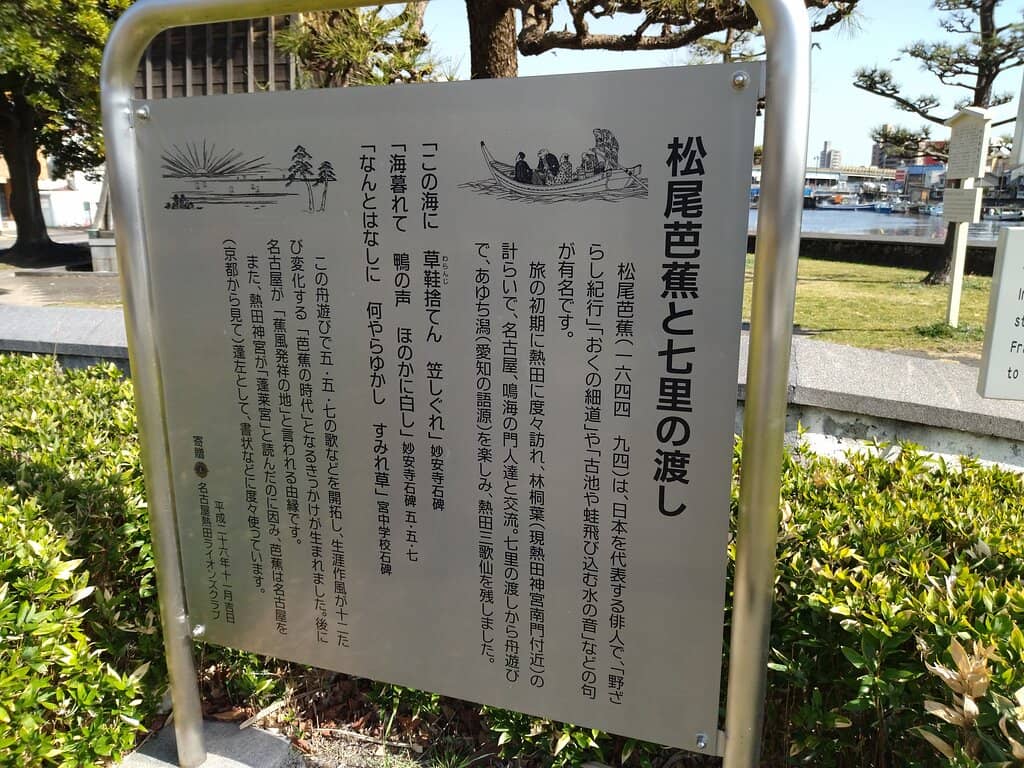 松尾芭蕉と七里の渡し
松尾芭蕉(一六四四 九四)は、日本を代表する俳人で、「野ざ
らし紀行」「おくの細道」や「古池や蛙飛び込む水の音」などの句
が有名です。
旅の初期に熱田に度々訪れ、林桐葉(現熱田神宮南門付近)の
計らいで、名古屋、鳴海の門人達と交流、七里の渡しから舟遊び
で、あゆち潟(愛知の語源)を楽しみ、熱田三歌仙を残しました。
「この海に 草鞋捨てん 笠しぐれ」妙安寺石碑
わらんじ
「海暮れて 鴨の声 ほのかに白し」妙安寺石碑 五・五・七
「なんとはなしに 何やらゆかし すみれ草」宮中学校石碑
この舟遊びで五・五・七の歌などを開拓し、生涯作風が十二た
び変化する「芭蕉の時代」となるきっかけが生まれました。後に
名古屋が「蕉風発祥の地」と言われる由縁です。
また、熱田神宮が「蓬莱宮」と読んだのに因み、芭蕉は名古屋を
(京都から見て)蓬左として、書状などに度々使っています。
平成二十六年十一月吉日
寄贈 名古屋熱田ライオンズクラブ
In
st
Fra
to